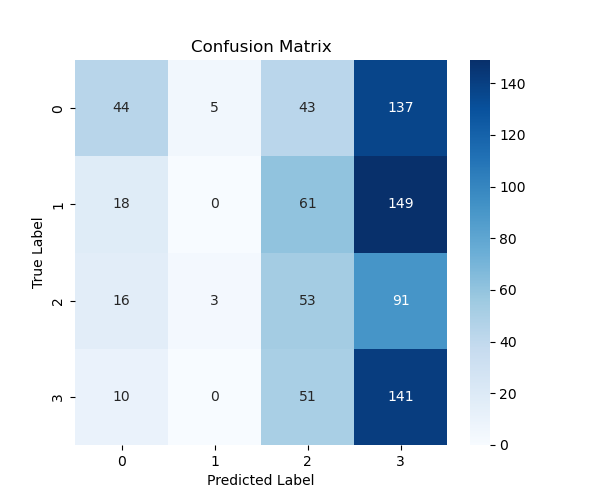 Confusion Matrix
True Label
0 44 5 43 137
1 18 0 61 149
2 16 3 53 91
3 10 0 51 141
0 1 2 3
Predicted Label
140
120
100
80
60
40
20
0